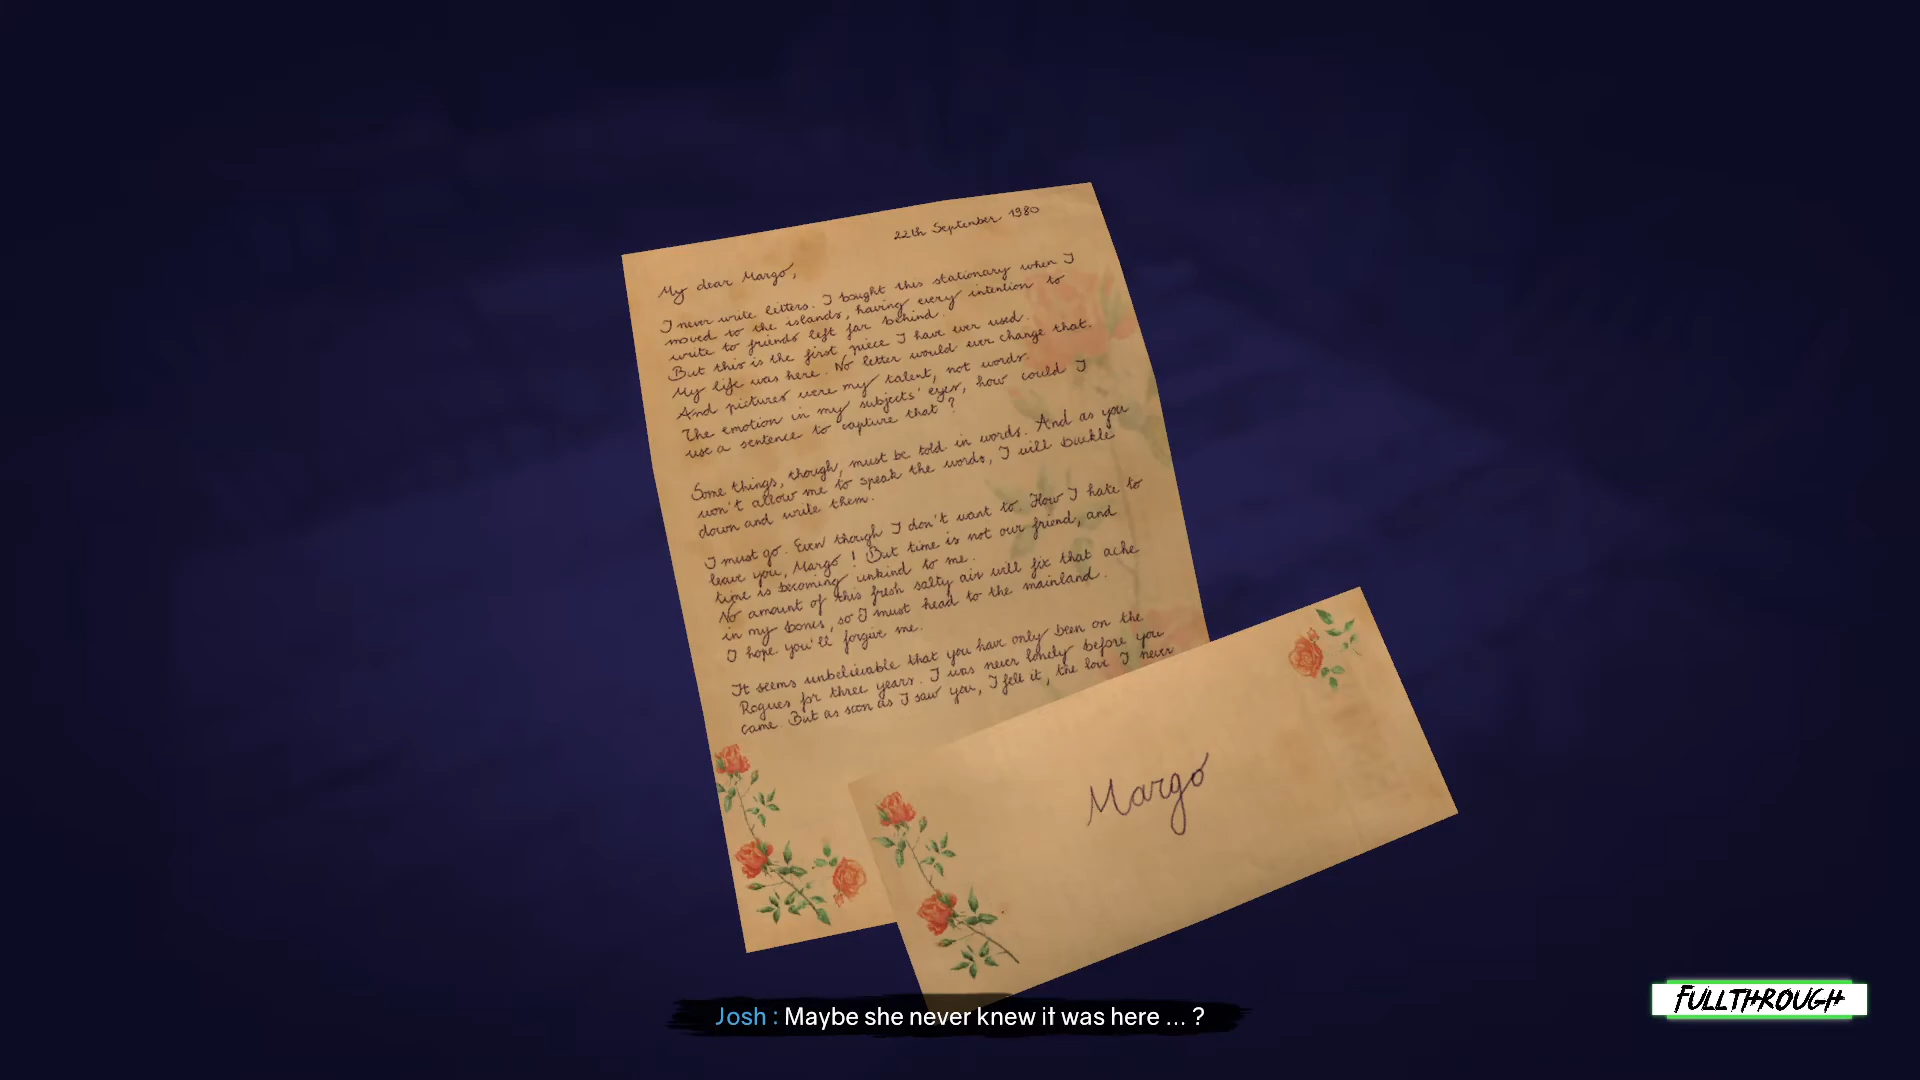 22th September 1980
My dear Margo,
I never write letters. I bought this stationary when I
moved to the islands, having every intention to
write to friends left far behind.
But this is the first piece I have ever used.
My life was here. No letter would ever change that.
And pictures were my talent, not words.
The emotion in my subjects' eyes, how could I
use a sentence to capture that ?
Some things, though, must be told in words. And as you
won't allow me to speak the words, I will buckle
down and write them.
I must go. Even though I don't want to. How I hate to
leave you, Margo ! But time is not our friend, and
time is becoming unkind to me.
No amount of this fresh salty air will fix that ache
in my bones, so I must head to the mainland.
I hope you'll forgive me.
It seems unbelievable that you have only been on the
Rogues for three years. I was never lonely before you
came. But as soon as I saw you, I fell it, the love I never
Margo
Josh : Maybe she never knew it was here ... ?
FULLTHROUGH